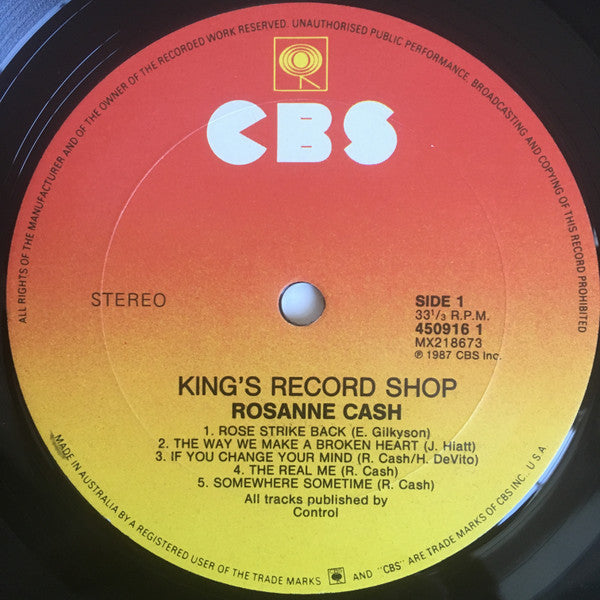 ALL RIGHTS OF THE MANUFACTURER AND OF THE OWNER OF THE RECORDED WORK RESERVED. UNAUTHORISED PUBLIC PERFORMANCE, BROADCASTING AND COPYING OF THIS RECORD PROHIBITED
CBS
STEREO
SIDE 1
33 1/3 R.P.M.
450916 1
MX218673
℗ 1987 CBS Inc.
KING'S RECORD SHOP
ROSANNE CASH
1. ROSE STRIKE BACK (E. Gilkyson)
2. THE WAY WE MAKE A BROKEN HEART (J. Hiatt)
3. IF YOU CHANGE YOUR MIND (R. Cash/H. DeVito)
4. THE REAL ME (R. Cash)
5. SOMEWHERE SOMETIME (R. Cash)
All tracks published by
Control
MADE IN AUSTRALIA BY A REGISTERED USER OF THE TRADE MARKS AND "CBS" ARE TRADE MARKS OF CBS INC. U.S.A.